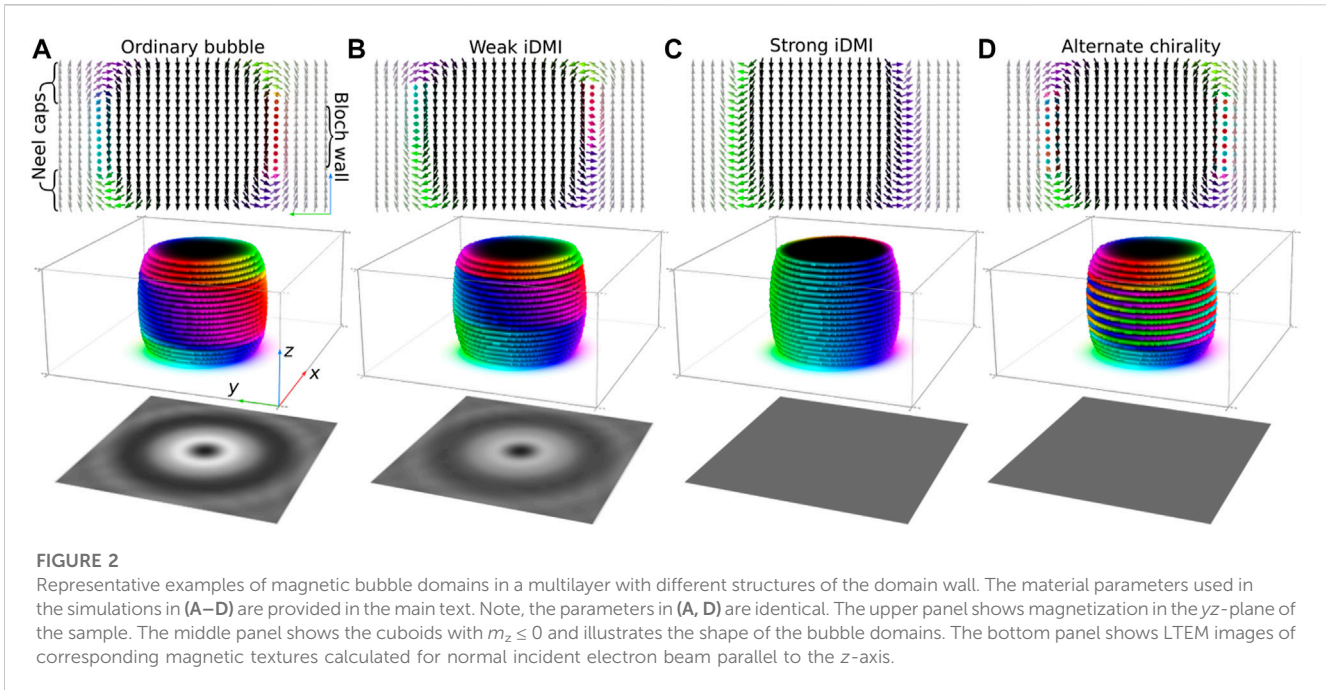 A
Ordinary bubble
B
Weak iDMI
C
Strong iDMI
D
Alternate chirality
Neel caps
Bloch wall
z
x
y
FIGURE 2
Representative examples of magnetic bubble domains in a multilayer with different structures of the domain wall. The material parameters used in
the simulations in (A–D) are provided in the main text. Note, the parameters in (A, D) are identical. The upper panel shows magnetization in the yz-plane of
the sample. The middle panel shows the cuboids with mz ≤ 0 and illustrates the shape of the bubble domains. The bottom panel shows LTEM images of
corresponding magnetic textures calculated for normal incident electron beam parallel to the z-axis.